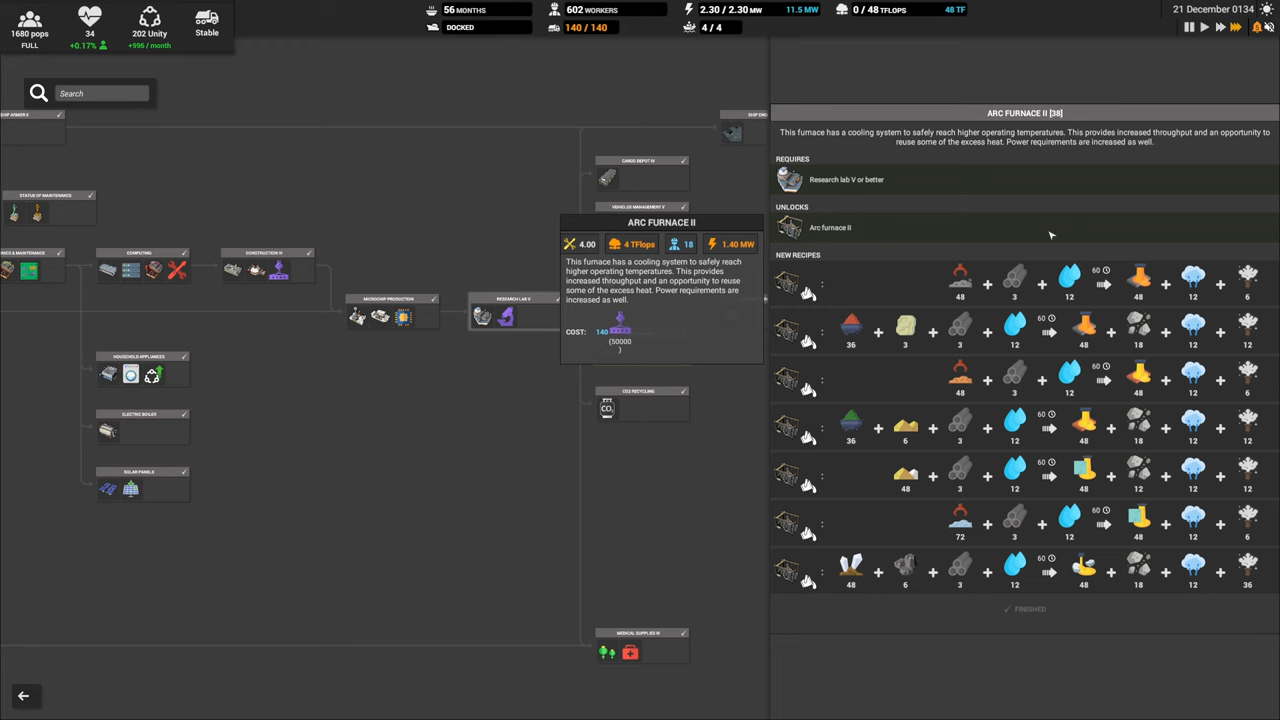 1680 pops
FULL
34
+0.17%
202 Unity
+996 / month
Stable
56 MONTHS
DOCKED
602 WORKERS
140 / 140
2.30 / 2.30 MW
11.5 MW
4 / 4
0 / 48 TFLOPS
48 TF
21 December 0134
Search
SHIP ARMOR II
STATUS OF MAINTENANCE
COMPUTING
CONSTRUCTION IV
MICROCHIP PRODUCTION
RESEARCH LAB V
HOUSEHOLD APPLIANCES
ELECTRIC BOILER
SOLAR PANELS
CARGO DEPOT IV
VEHICLES MANAGEMENT V
CO2 RECYCLING
CO2
MEDICAL SUPPLIES III
ARC FURNACE II
4.00
4 TFlops
18
1.40 MW
This furnace has a cooling system to safely reach
higher operating temperatures. This provides
increased throughput and an opportunity to reuse
some of the excess heat. Power requirements are
increased as well.
COST:
140
(50000
)
ARC FURNACE II [38]
This furnace has a cooling system to safely reach higher operating temperatures. This provides increased throughput and an opportunity to
reuse some of the excess heat. Power requirements are increased as well.
REQUIRES
Research lab V or better
UNLOCKS
Arc furnace II
NEW RECIPES
: 48 + 3 + 12 60 48 + 12 + 6
: 36 + 3 + 3 + 12 60 48 + 18 + 12 + 12
: 48 + 3 + 12 60 48 + 12 + 6
: 36 + 6 + 3 + 12 60 48 + 18 + 12 + 12
: 48 + 3 + 12 60 48 + 12 + 12 + 12
: 72 + 3 + 12 60 48 + 12 + 6
: 48 + 6 + 3 + 12 60 48 + 18 + 12 + 36
FINISHED